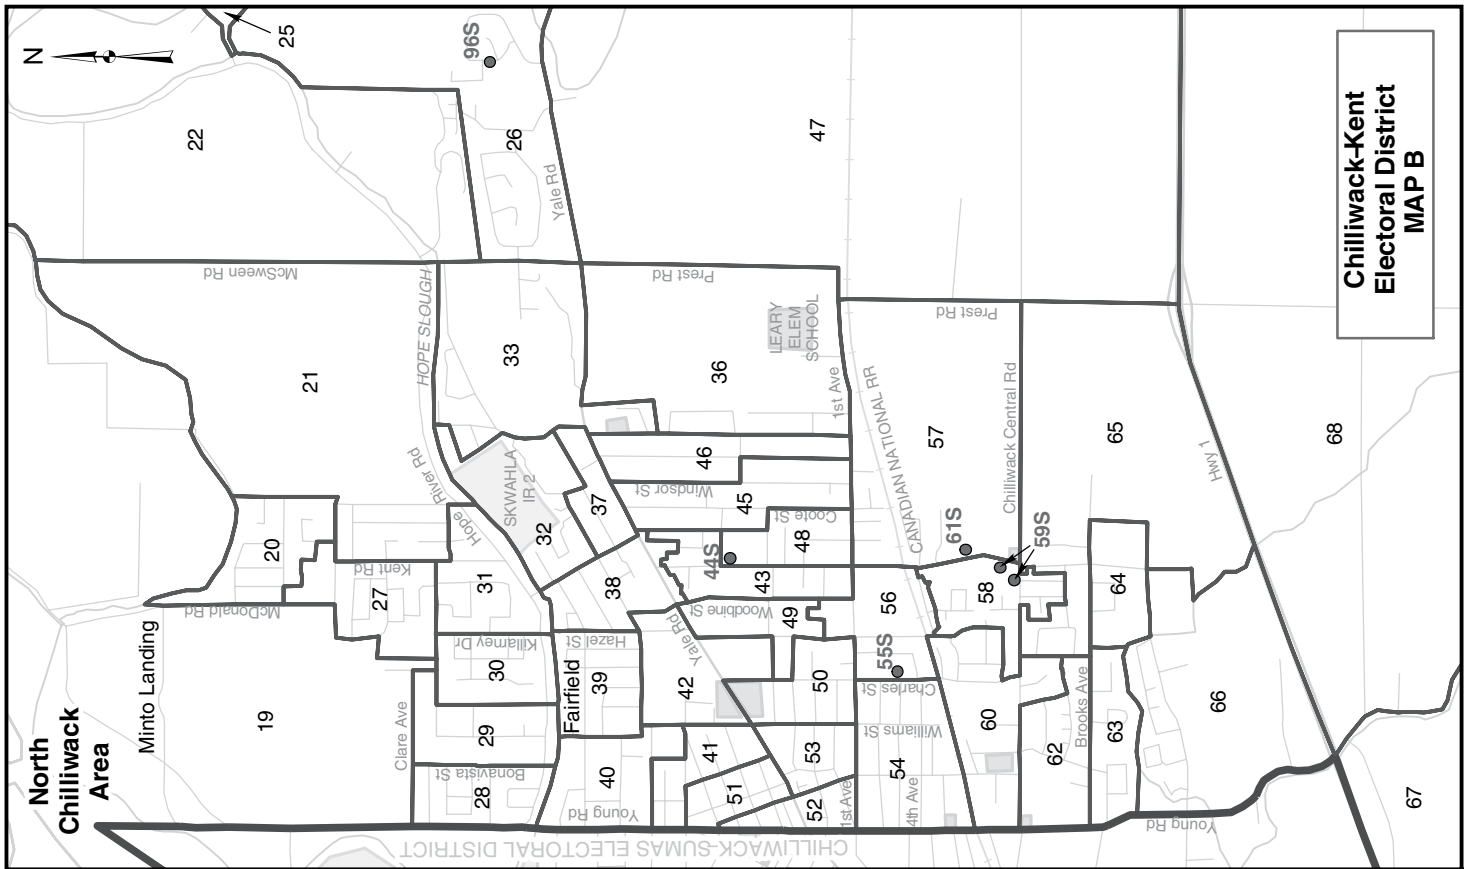 North
Chilliwack
Area
Chilliwack-Kent
Electoral District
MAP B
N
Minto Landing
Fairfield
CHILLIWACK-SUMAS ELECTORAL DISTRICT
HOPE SLOUGH
SKWAHLA
IR 2
LEARY
ELEM
SCHOOL
CANADIAN NATIONAL RR
McSween Rd
Prest Rd
Prest Rd
Yale Rd
Yale Rd
Hope River Rd
McDonald Rd
Kent Rd
Killarney Dr
Clare Ave
Bonavista St
Young Rd
Young Rd
Hazel St
Woodbine St
Windsor St
Coote St
1st Ave
1st Ave
4th Ave
Charles St
Williams St
Chilliwack Central Rd
Brooks Ave
Hwy 1
19
20
21
22
25
26
27
28
29
30
31
32
33
36
37
38
39
40
41
42
43
44S
45
46
47
48
49
50
51
52
53
54
55S
56
57
58
59S
60
61S
62
63
64
65
66
67
68
96S